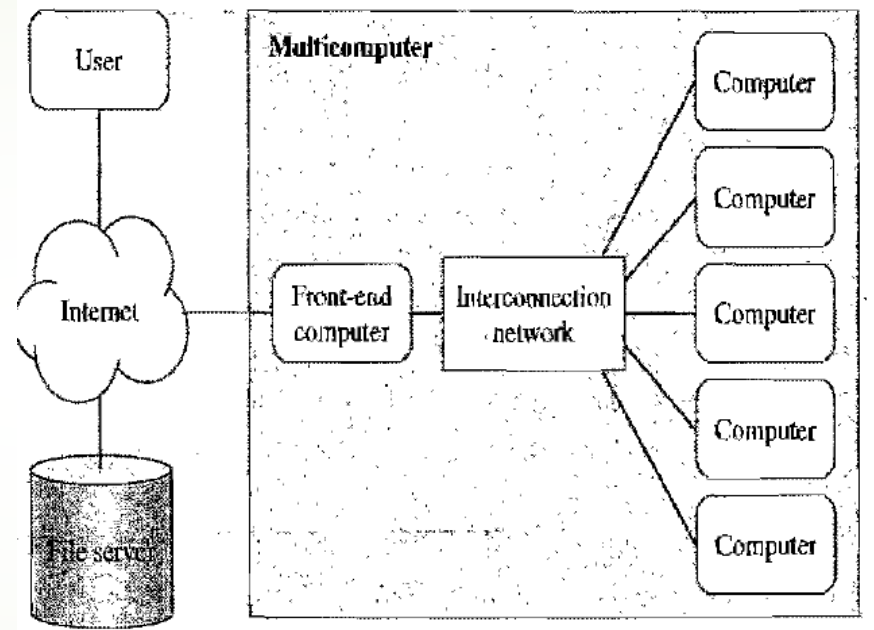 User
Multicomputer
Computer
Computer
Internet
Front-end
computer
Interconnection
network
Computer
Computer
File server
Computer